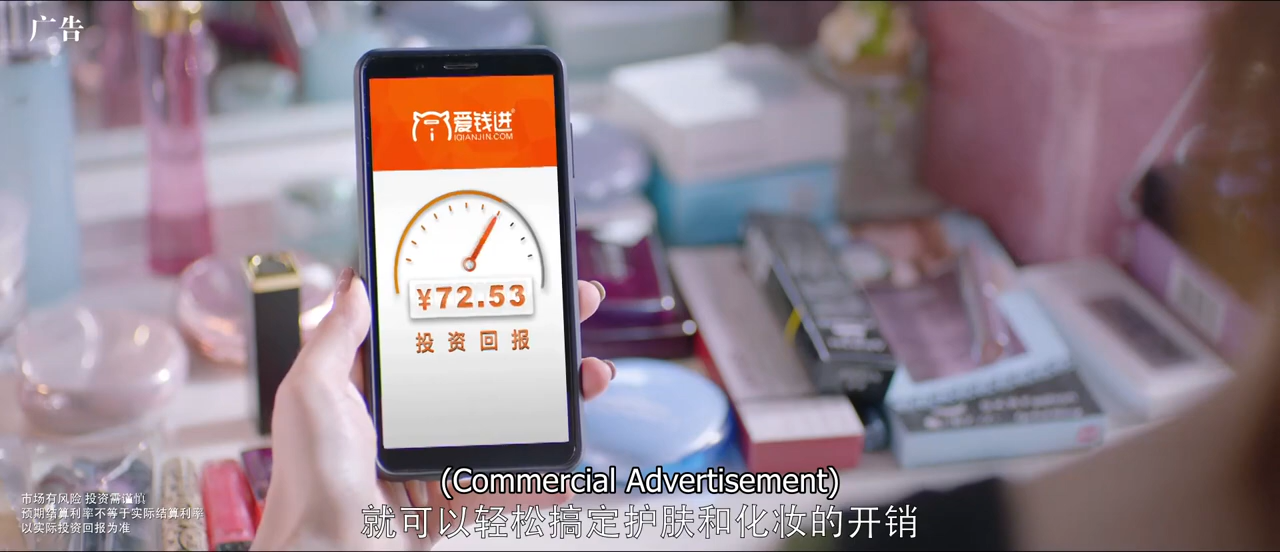 广告
爱钱进®
IQIANJIN.COM
¥72.53
投资回报
市场有风险 投资需谨慎
预期结算利率不等于实际结算利率
以实际投资回报为准
(Commercial Advertisement)
就可以轻松搞定护肤和化妆的开销